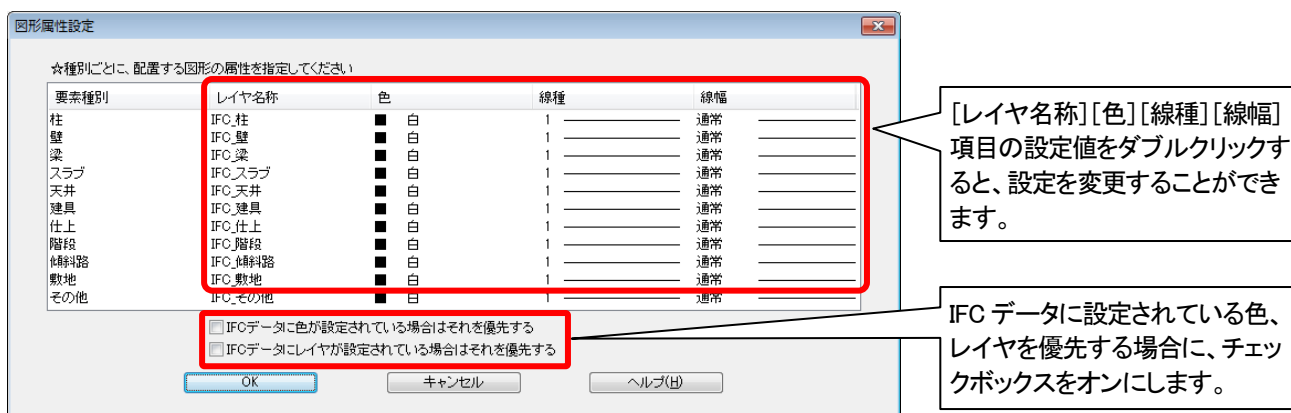 図形属性設定
☆種別ごとに、配置する図形の属性を指定してください
要素種別 レイヤ名称 色 線種 線幅
柱 IFC_柱 白 1 通常
壁 IFC_壁 白 1 通常
梁 IFC_梁 白 1 通常
スラブ IFC_スラブ 白 1 通常
天井 IFC_天井 白 1 通常
建具 IFC_建具 白 1 通常
仕上 IFC_仕上 白 1 通常
階段 IFC_階段 白 1 通常
傾斜路 IFC_傾斜路 白 1 通常
敷地 IFC_敷地 白 1 通常
その他 IFC_その他 白 1 通常
IFCデータに色が設定されている場合はそれを優先する
IFCデータにレイヤが設定されている場合はそれを優先する
OK キャンセル ヘルプ(H)
[レイヤ名称][色][線種][線幅]
項目の設定値をダブルクリックす
ると、設定を変更することができ
ます。
IFC データに設定されている色、
レイヤを優先する場合に、チェッ
クボックスをオンにします。